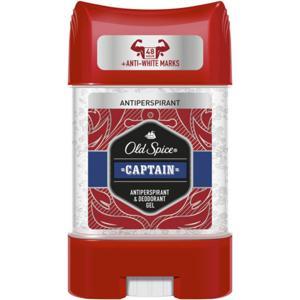 48
+ANTI-WHITE MARKS
ANTIPERSPIRANT
Old Spice®
CAPTAIN
ANTIPERSPIRANT
& DEODORANT
GEL